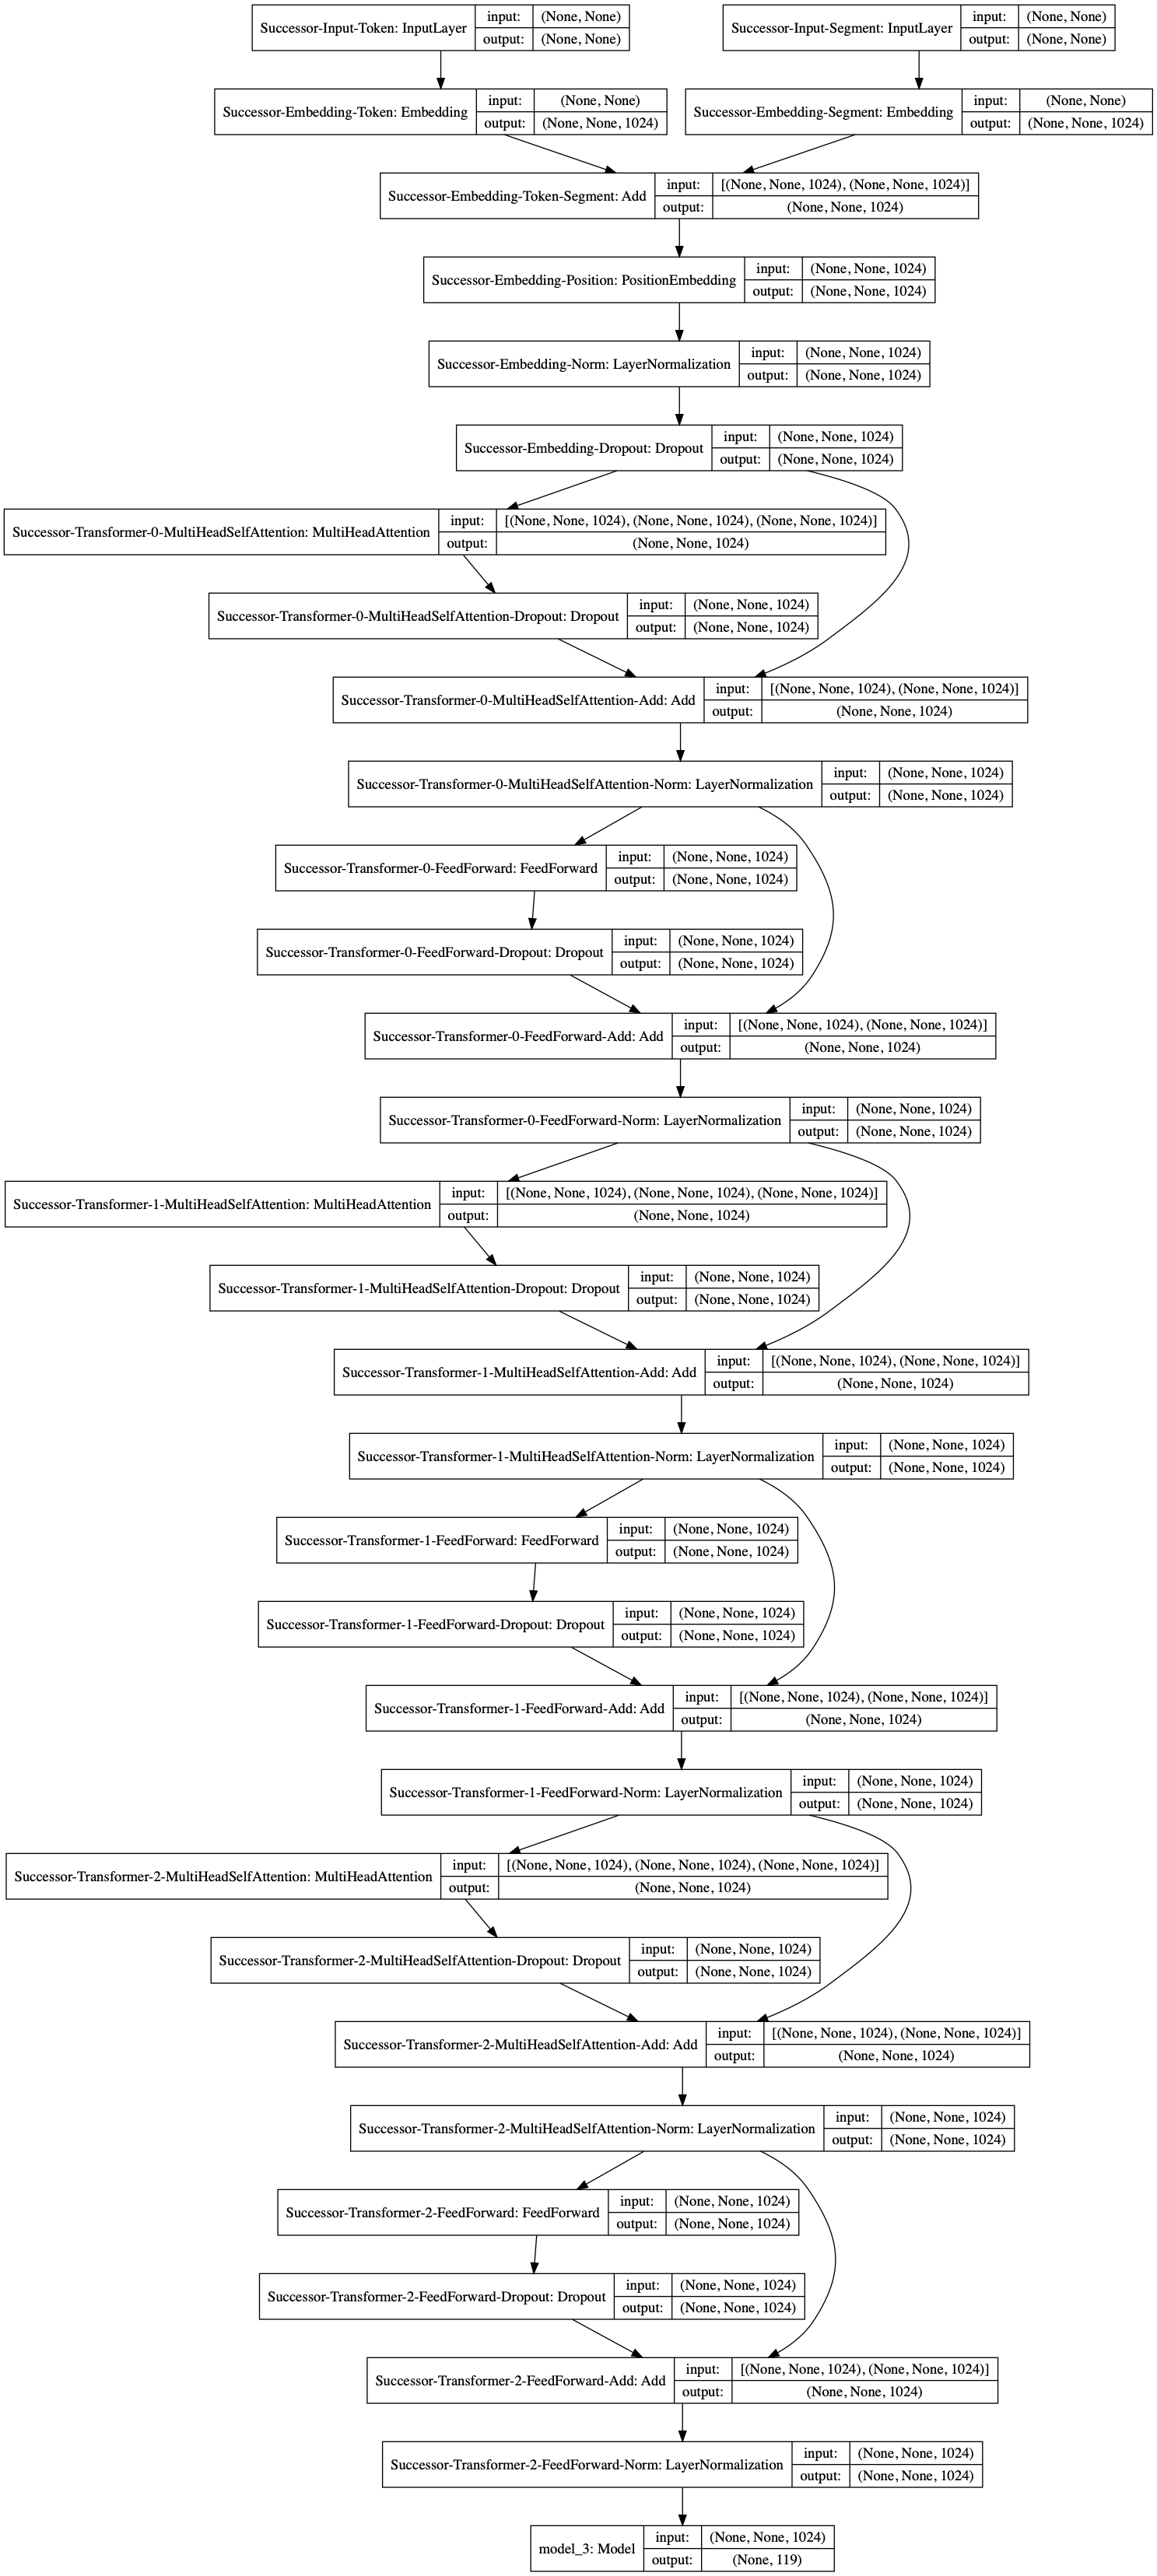 Successor-Input-Token: InputLayer input: (None, None)
output: (None, None)
Successor-Input-Segment: InputLayer input: (None, None)
output: (None, None)
Successor-Embedding-Token: Embedding input: (None, None)
output: (None, None, 1024)
Successor-Embedding-Segment: Embedding input: (None, None)
output: (None, None, 1024)
Successor-Embedding-Token-Segment: Add input: [(None, None, 1024), (None, None, 1024)]
output: (None, None, 1024)
Successor-Embedding-Position: PositionEmbedding input: (None, None, 1024)
output: (None, None, 1024)
Successor-Embedding-Norm: LayerNormalization input: (None, None, 1024)
output: (None, None, 1024)
Successor-Embedding-Dropout: Dropout input: (None, None, 1024)
output: (None, None, 1024)
Successor-Transformer-0-MultiHeadSelfAttention: MultiHeadAttention input: [(None, None, 1024), (None, None, 1024), (None, None, 1024)]
output: (None, None, 1024)
Successor-Transformer-0-MultiHeadSelfAttention-Dropout: Dropout input: (None, None, 1024)
output: (None, None, 1024)
Successor-Transformer-0-MultiHeadSelfAttention-Add: Add input: [(None, None, 1024), (None, None, 1024)]
output: (None, None, 1024)
Successor-Transformer-0-MultiHeadSelfAttention-Norm: LayerNormalization input: (None, None, 1024)
output: (None, None, 1024)
Successor-Transformer-0-FeedForward: FeedForward input: (None, None, 1024)
output: (None, None, 1024)
Successor-Transformer-0-FeedForward-Dropout: Dropout input: (None, None, 1024)
output: (None, None, 1024)
Successor-Transformer-0-FeedForward-Add: Add input: [(None, None, 1024), (None, None, 1024)]
output: (None, None, 1024)
Successor-Transformer-0-FeedForward-Norm: LayerNormalization input: (None, None, 1024)
output: (None, None, 1024)
Successor-Transformer-1-MultiHeadSelfAttention: MultiHeadAttention input: [(None, None, 1024), (None, None, 1024), (None, None, 1024)]
output: (None, None, 1024)
Successor-Transformer-1-MultiHeadSelfAttention-Dropout: Dropout input: (None, None, 1024)
output: (None, None, 1024)
Successor-Transformer-1-MultiHeadSelfAttention-Add: Add input: [(None, None, 1024), (None, None, 1024)]
output: (None, None, 1024)
Successor-Transformer-1-MultiHeadSelfAttention-Norm: LayerNormalization input: (None, None, 1024)
output: (None, None, 1024)
Successor-Transformer-1-FeedForward: FeedForward input: (None, None, 1024)
output: (None, None, 1024)
Successor-Transformer-1-FeedForward-Dropout: Dropout input: (None, None, 1024)
output: (None, None, 1024)
Successor-Transformer-1-FeedForward-Add: Add input: [(None, None, 1024), (None, None, 1024)]
output: (None, None, 1024)
Successor-Transformer-1-FeedForward-Norm: LayerNormalization input: (None, None, 1024)
output: (None, None, 1024)
Successor-Transformer-2-MultiHeadSelfAttention: MultiHeadAttention input: [(None, None, 1024), (None, None, 1024), (None, None, 1024)]
output: (None, None, 1024)
Successor-Transformer-2-MultiHeadSelfAttention-Dropout: Dropout input: (None, None, 1024)
output: (None, None, 1024)
Successor-Transformer-2-MultiHeadSelfAttention-Add: Add input: [(None, None, 1024), (None, None, 1024)]
output: (None, None, 1024)
Successor-Transformer-2-MultiHeadSelfAttention-Norm: LayerNormalization input: (None, None, 1024)
output: (None, None, 1024)
Successor-Transformer-2-FeedForward: FeedForward input: (None, None, 1024)
output: (None, None, 1024)
Successor-Transformer-2-FeedForward-Dropout: Dropout input: (None, None, 1024)
output: (None, None, 1024)
Successor-Transformer-2-FeedForward-Add: Add input: [(None, None, 1024), (None, None, 1024)]
output: (None, None, 1024)
Successor-Transformer-2-FeedForward-Norm: LayerNormalization input: (None, None, 1024)
output: (None, None, 1024)
model_3: Model input: (None, None, 1024)
output: (None, 119)